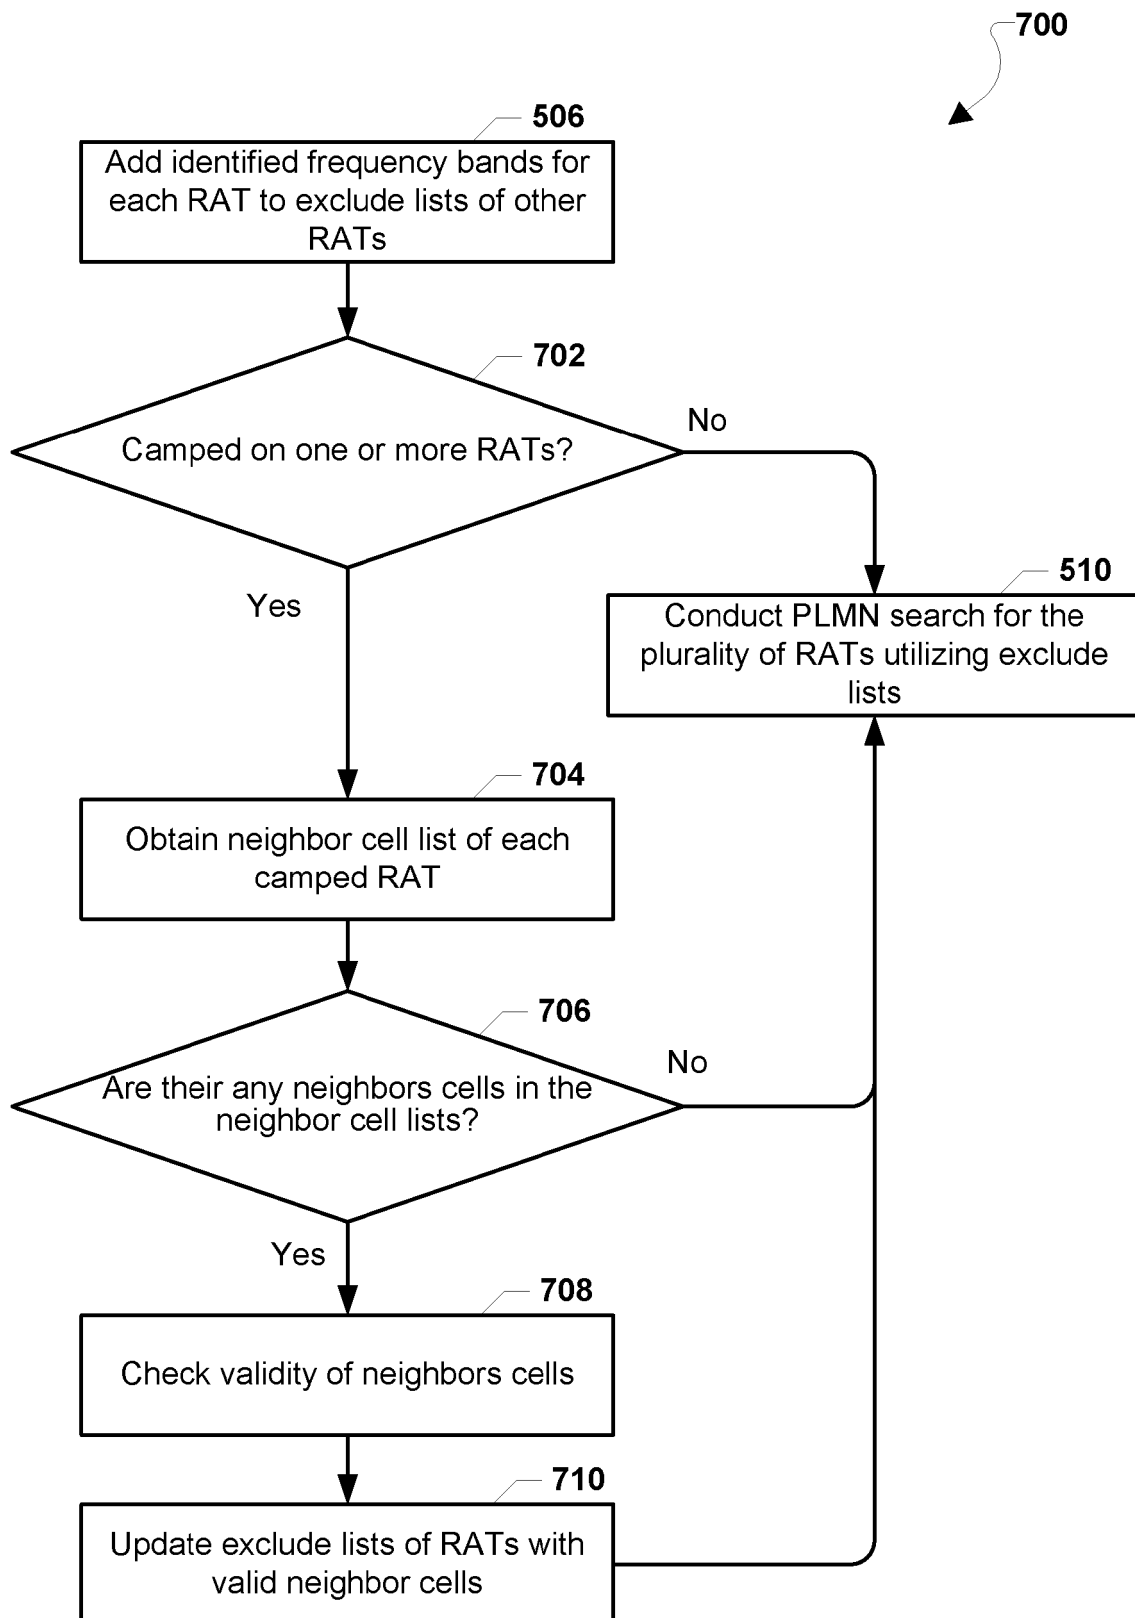 700
506
Add identified frequency bands for
each RAT to exclude lists of other
RATs
702
Camped on one or more RATs?
No
Yes
510
Conduct PLMN search for the
plurality of RATs utilizing exclude
lists
704
Obtain neighbor cell list of each
camped RAT
706
Are their any neighbors cells in the
neighbor cell lists?
No
Yes
708
Check validity of neighbors cells
710
Update exclude lists of RATs with
valid neighbor cells